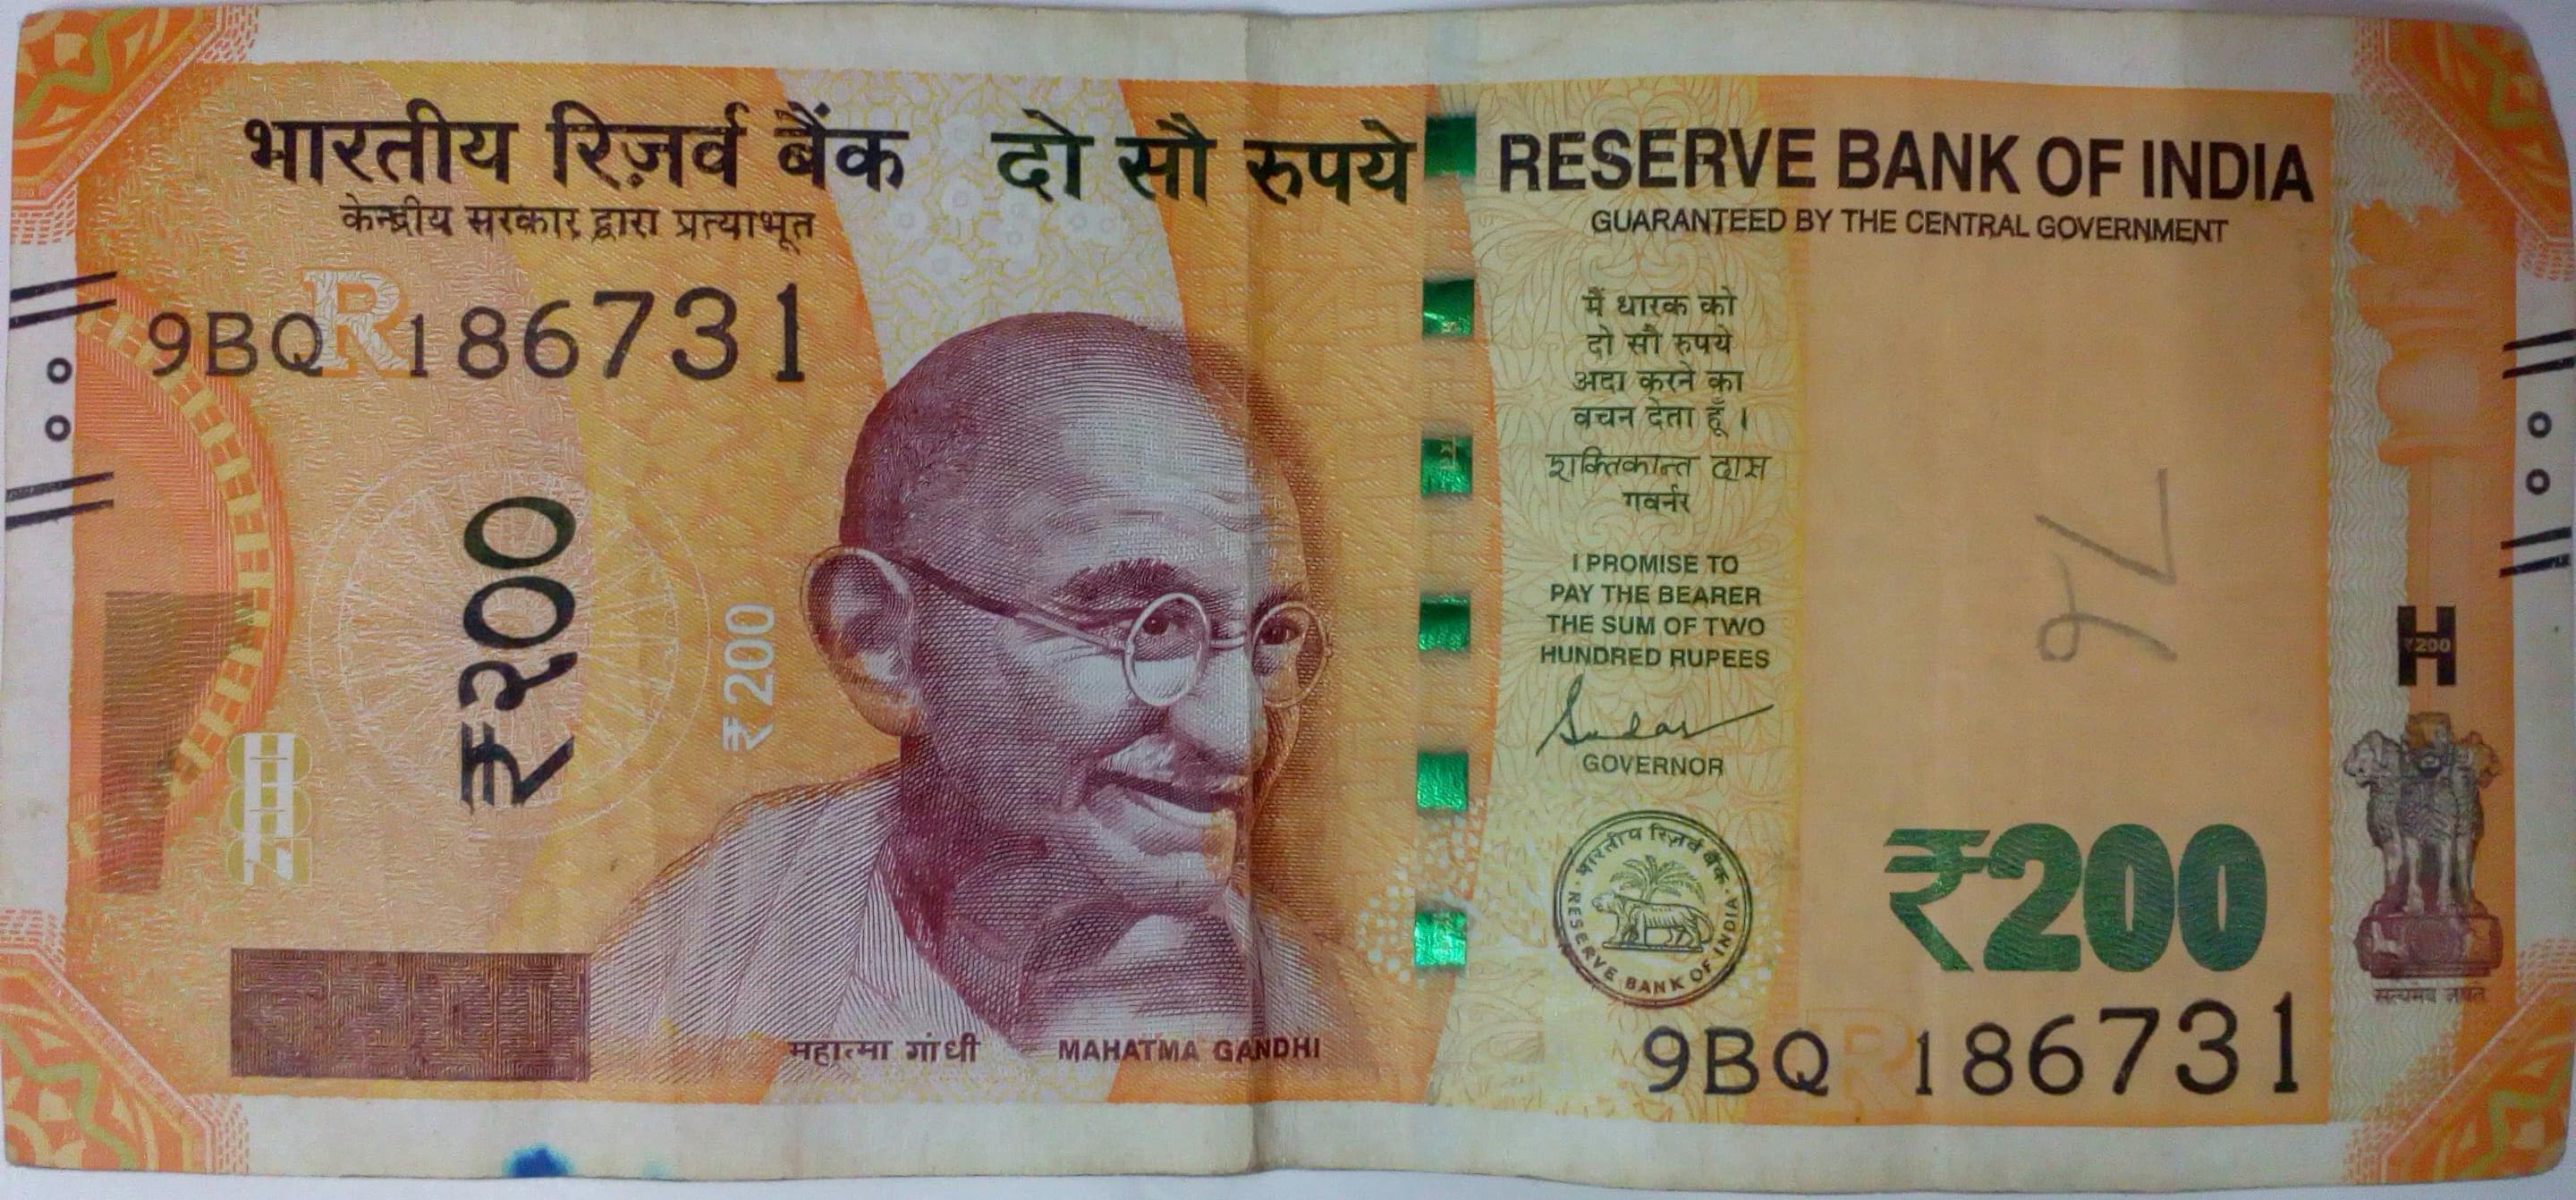 भारतीय रिज़र्व बैंक दो सौ रुपये
केन्द्रीय सरकार द्वारा प्रत्याभूत
RESERVE BANK OF INDIA
GUARANTEED BY THE CENTRAL GOVERNMENT
R
9BQ 186731
₹२००
₹200
मैं धारक को
दो सौ रुपये
अदा करने का
वचन देता हूँ।
शक्तिकान्त दास
गवर्नर
I PROMISE TO
PAY THE BEARER
THE SUM OF TWO
HUNDRED RUPEES
GOVERNOR
भारतीय रिज़र्व बैंक
RESERVE BANK OF INDIA
महात्मा गांधी MAHATMA GANDHI
₹200
₹200
सत्यमेव जयते
R
9BQ 186731